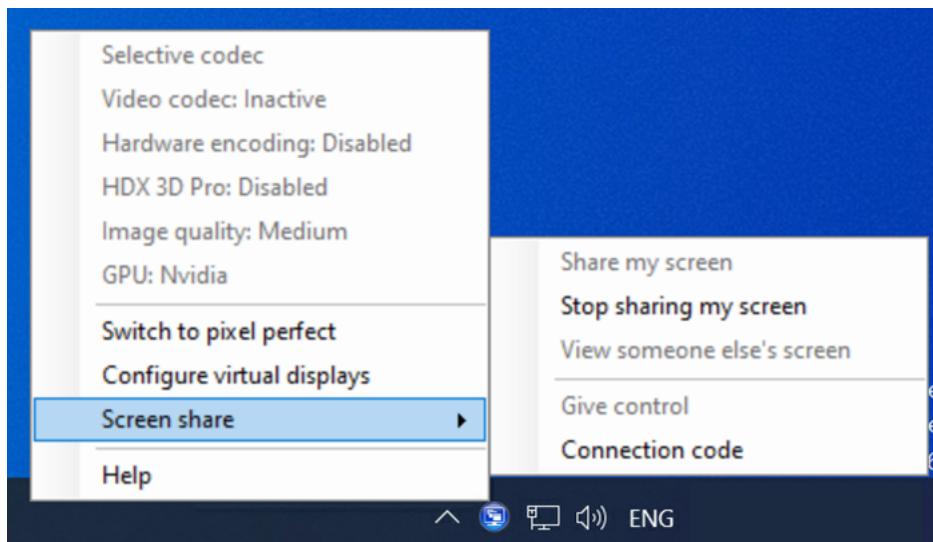 Selective codec
Video codec: Inactive
Hardware encoding: Disabled
HDX 3D Pro: Disabled
Image quality: Medium
GPU: Nvidia
Switch to pixel perfect
Configure virtual displays
Screen share
Help
Share my screen
Stop sharing my screen
View someone else's screen
Give control
Connection code
ENG